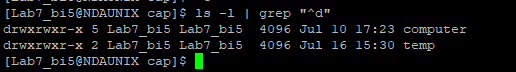 [Lab7_bi5@NDAUNIX cap]$ ls -l | grep "^d"
drwxrwxr-x 5 Lab7_bi5 Lab7_bi5  4096 Jul 10 17:23 computer
drwxrwxr-x 2 Lab7_bi5 Lab7_bi5  4096 Jul 16 15:30 temp
[Lab7_bi5@NDAUNIX cap]$